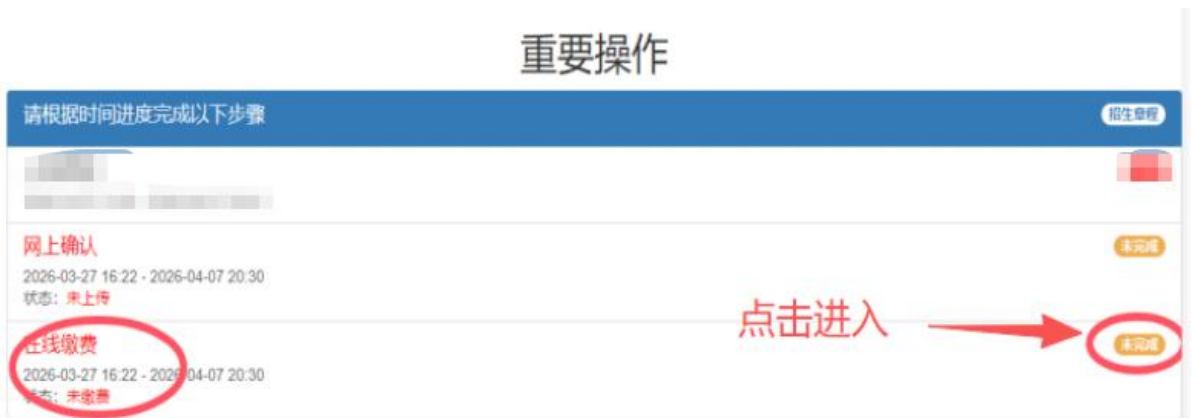 重要操作
请根据时间进度完成以下步骤 招生章程
网上确认 未完成
2026-03-27 16:22 - 2026-04-07 20:30
状态：未上传
点击进入
在线缴费 未完成
2026-03-27 16:22 - 2026-04-07 20:30
状态：未缴费